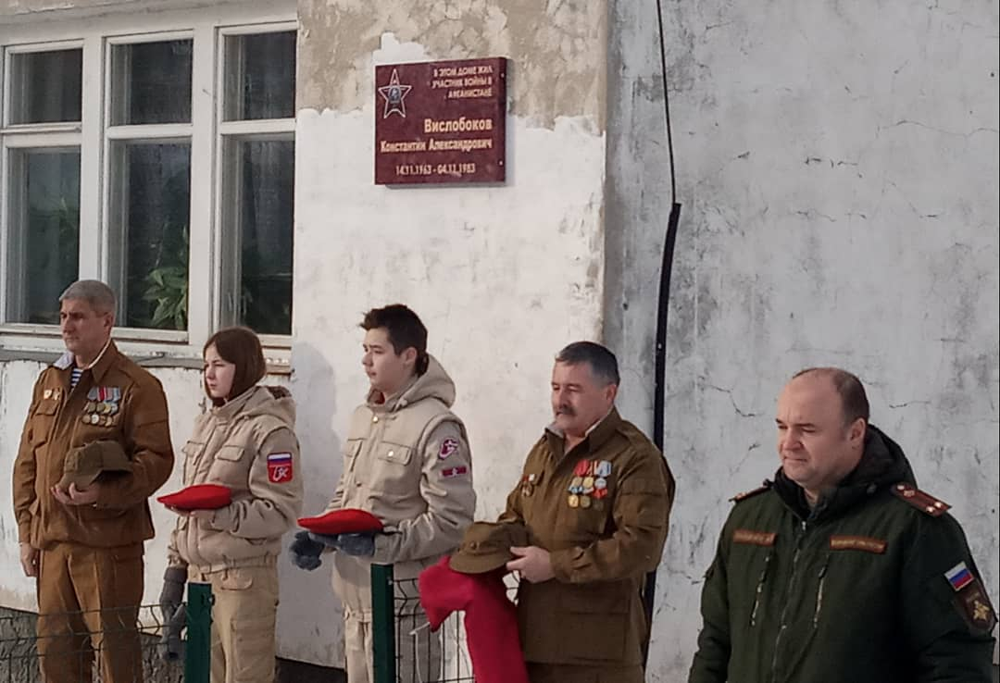 В ЭТОМ ДОМЕ ЖИЛ
УЧАСТНИК ВОЙНЫ В
АФГАНИСТАНЕ
Вислобоков
Константин Александрович
14.11.1963 - 04.11.1983